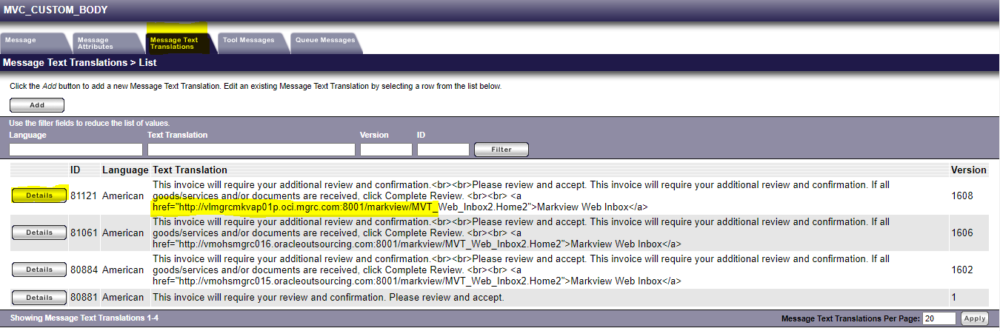 MVC_CUSTOM_BODY
Message
Message Attributes
Message Text Translations
Tool Messages
Queue Messages
Message Text Translations > List
Click the Add button to add a new Message Text Translation. Edit an existing Message Text Translation by selecting a row from the list below.
Add
Use the filter fields to reduce the list of values.
Language Text Translation Version ID
Filter
ID Language Text Translation Version
This invoice will require your additional review and confirmation.<br><br>Please review and accept. This invoice will require your additional review and confirmation. If all
Details 81121 American goods/services and/or documents are received, click Complete Review. <br><br> <a 1608
href="http://vlmgrcmkvap01p.oci.mgrc.com:8001/markview/MVT_Web_Inbox2.Home2">Markview Web Inbox</a>
This invoice will require your additional review and confirmation.<br><br>Please review and accept. This invoice will require your additional review and confirmation. If all
Details 81061 American goods/services and/or documents are received, click Complete Review. <br><br> <a 1606
href="http://vmohsmgrc016.oracleoutsourcing.com:8001/markview/MVT_Web_Inbox2.Home2">Markview Web Inbox</a>
This invoice will require your additional review and confirmation.<br><br>Please review and accept. This invoice will require your additional review and confirmation. If all
Details 80884 American goods/services and/or documents are received, click Complete Review. <br><br> <a 1602
href="http://vmohsmgrc015.oracleoutsourcing.com:8001/markview/MVT_Web_Inbox2.Home2">Markview Web Inbox</a>
Details 80881 American This invoice will require your review and confirmation. Please review and accept. 1
Showing Message Text Translations 1-4 Message Text Translations Per Page: 20 Apply